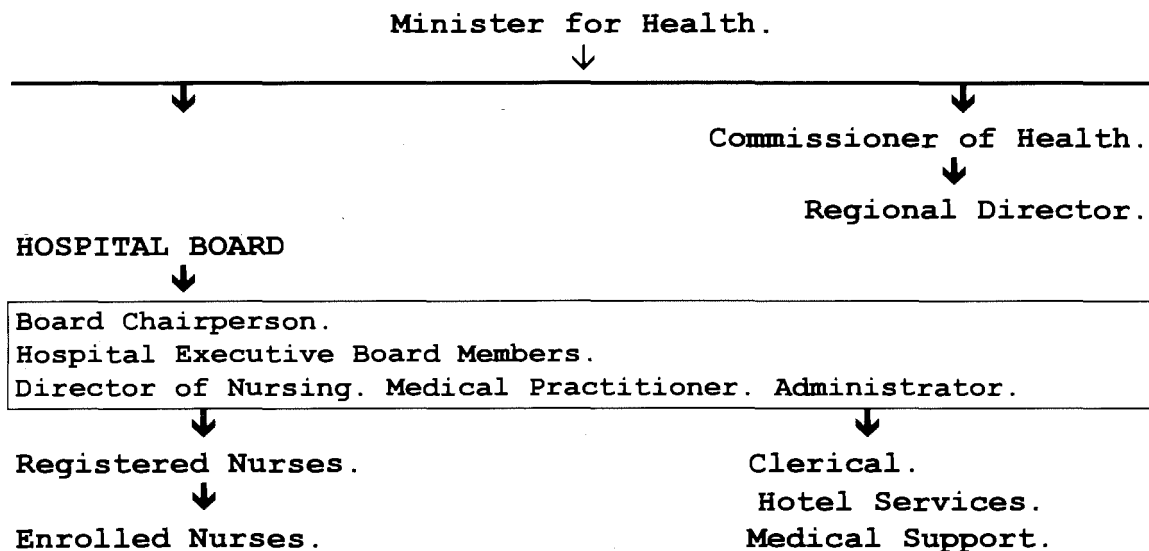 Minister for Health.
Commissioner of Health.
Regional Director.
HOSPITAL BOARD
Board Chairperson.
Hospital Executive Board Members.
Director of Nursing. Medical Practitioner. Administrator.
Registered Nurses. Clerical.
Hotel Services.
Enrolled Nurses. Medical Support.